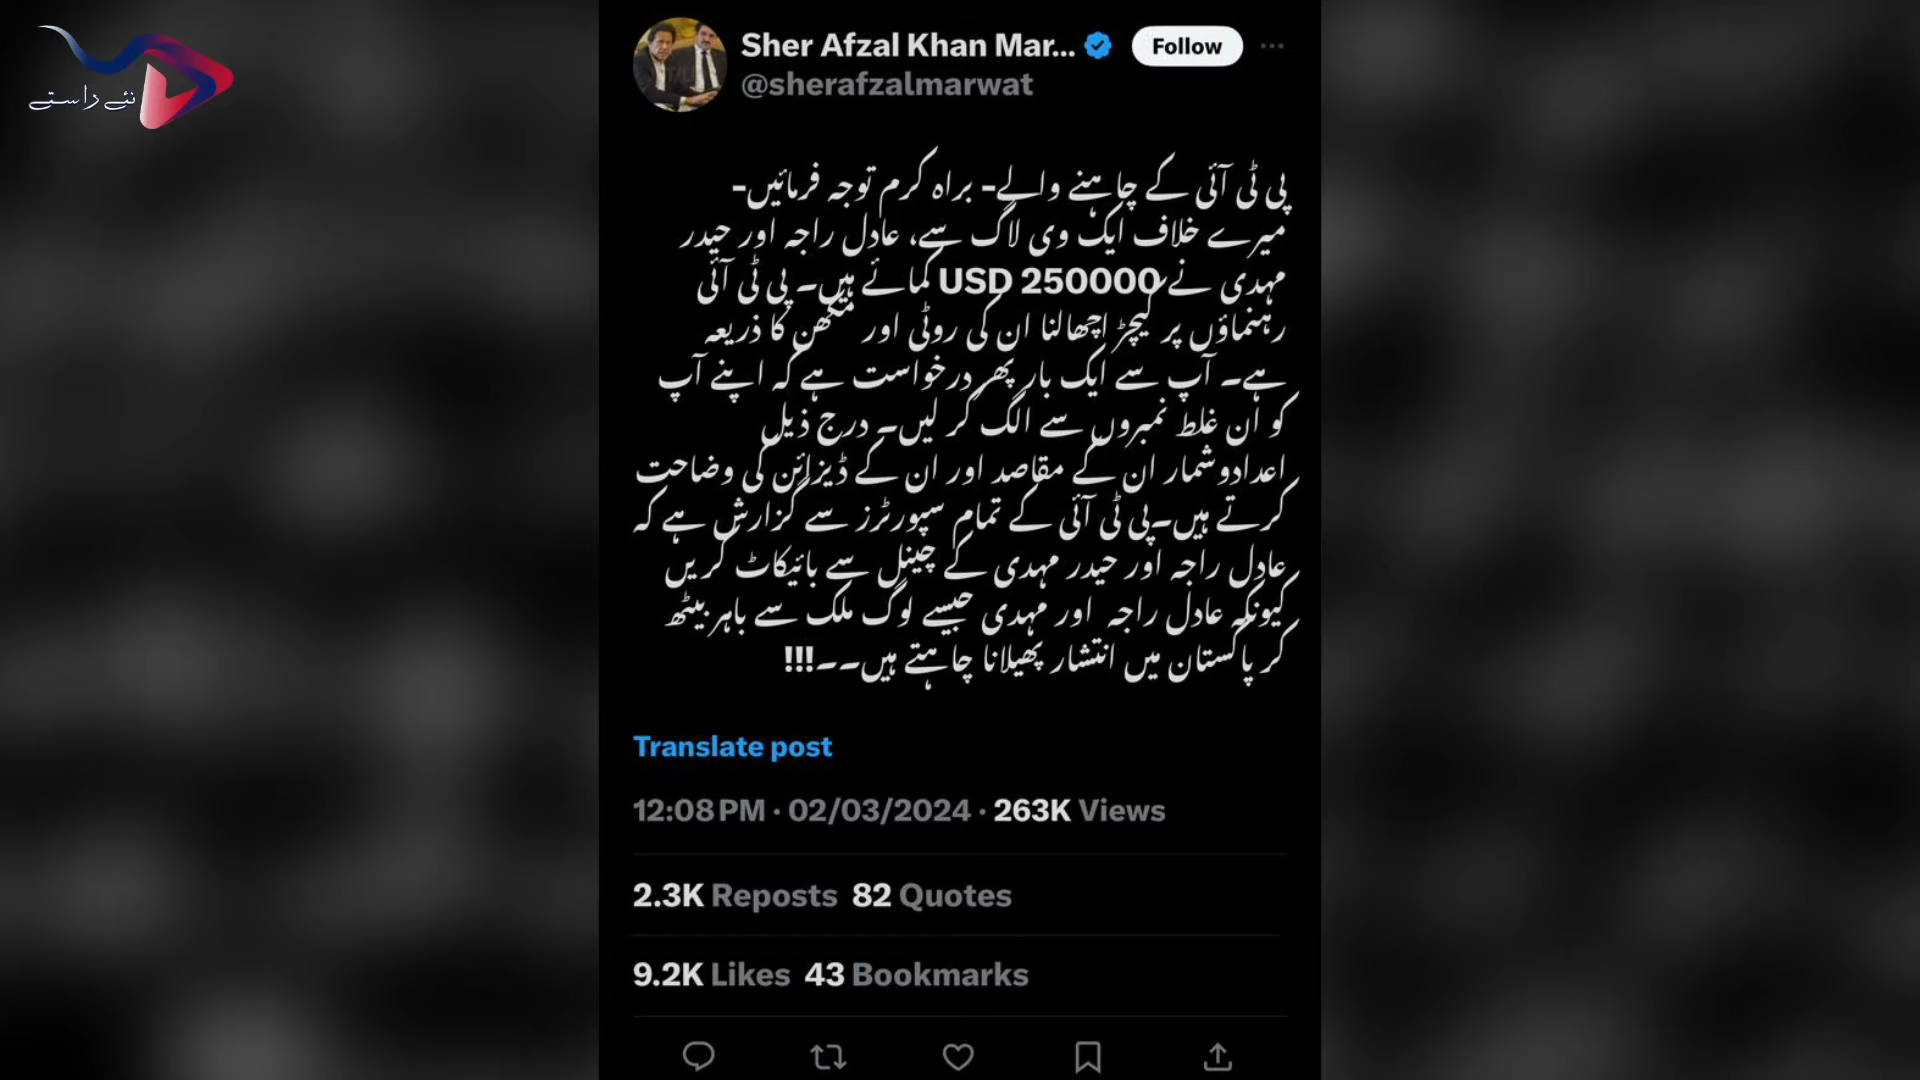 نئے راستے
Sher Afzal Khan Mar...
Follow
@sherafzalmarwat
پی ٹی آئی کے چاہنے والے- براہ کرم توجہ فرمائیں-
میرے خلاف ایک وی لاگ سے، عادل راجہ اور حیدر
مہدی نے USD 250000 کمائے ہیں۔ پی ٹی آئی
رہنماؤں پر کیچڑ اچھالنا ان کی روٹی اور مکھن کا ذریعہ
ہے۔ آپ سے ایک بار پھر درخواست ہے کہ اپنے آپ
کو ان غلط نمبروں سے الگ کر لیں۔ درج ذیل
اعدادوشمار ان کے مقاصد اور ان کے ڈیزائن کی وضاحت
کرتے ہیں۔پی ٹی آئی کے تمام سپورٹرز سے گزارش ہے کہ
عادل راجہ اور حیدر مہدی کے چینل سے بائیکاٹ کریں
کیونکہ عادل راجہ اور مہدی جیسے لوگ ملک سے باہر بیٹھ
کر پاکستان میں انتشار پھیلانا چاہتے ہیں۔۔!!!
Translate post
12:08 PM · 02/03/2024 · 263K Views
2.3K Reposts 82 Quotes
9.2K Likes 43 Bookmarks